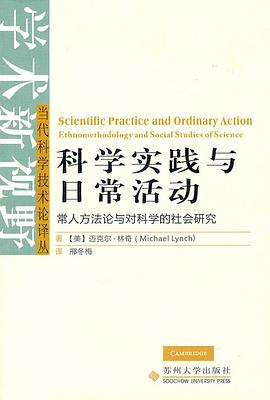 学术新视野
当代科学技术论译丛
Scientific Practice and Ordinary Action
Ethnomethodology and Social Studies of Science
科学实践与
日常活动
常人方法论与对科学的社会研究
著 【美】迈克尔·林奇(Michael Lynch)
译 邢冬梅
CAMBRIDGE
苏州大学出版社
SOOCHOW UNIVERSITY PRESS